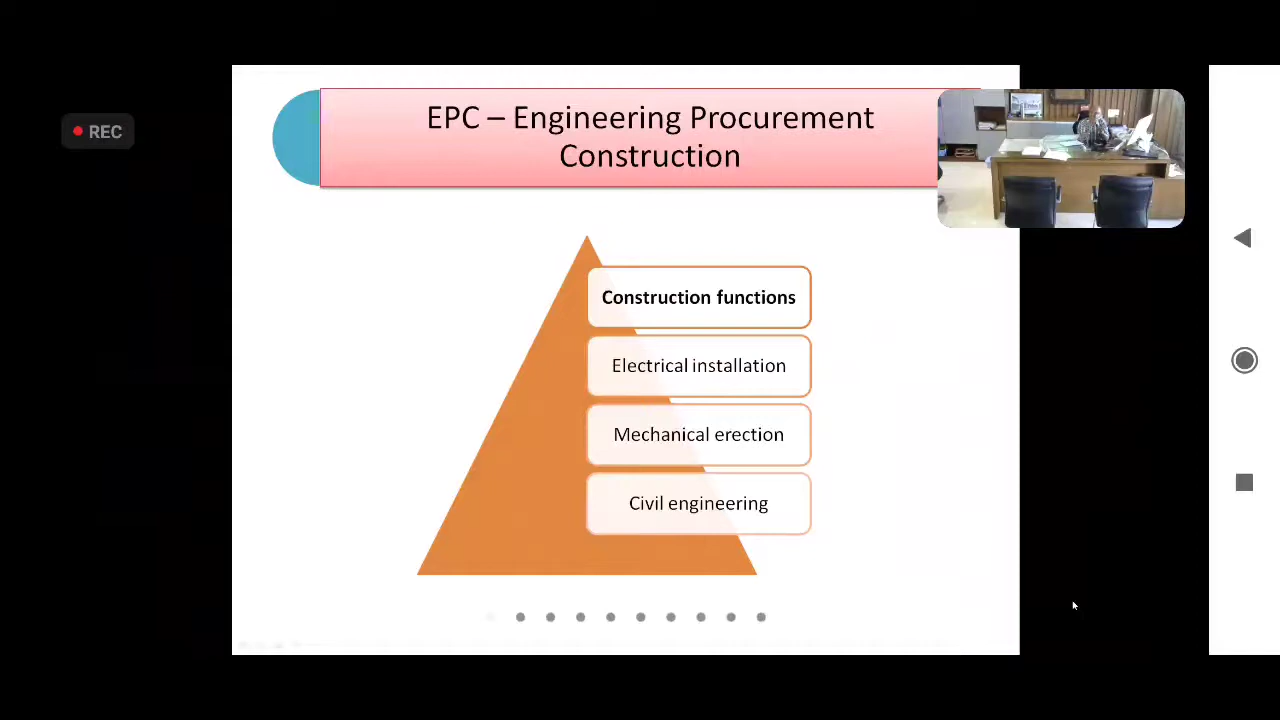 REC
EPC – Engineering Procurement
Construction
Construction functions
Electrical installation
Mechanical erection
Civil engineering